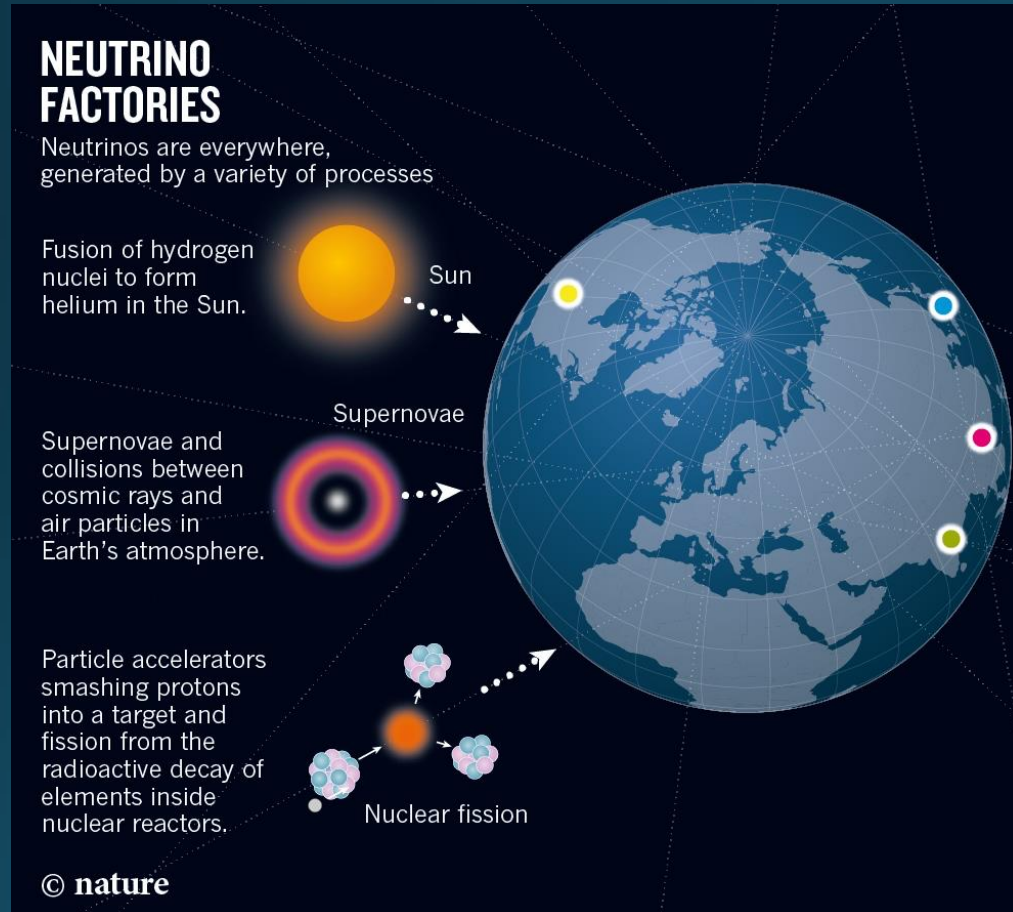 NEUTRINO
FACTORIES
Neutrinos are everywhere,
generated by a variety of processes
Fusion of hydrogen
nuclei to form
helium in the Sun.
Sun
Supernovae
Supernovae and
collisions between
cosmic rays and
air particles in
Earth’s atmosphere.
Particle accelerators
smashing protons
into a target and
fission from the
radioactive decay of
elements inside
nuclear reactors.
Nuclear fission
© nature